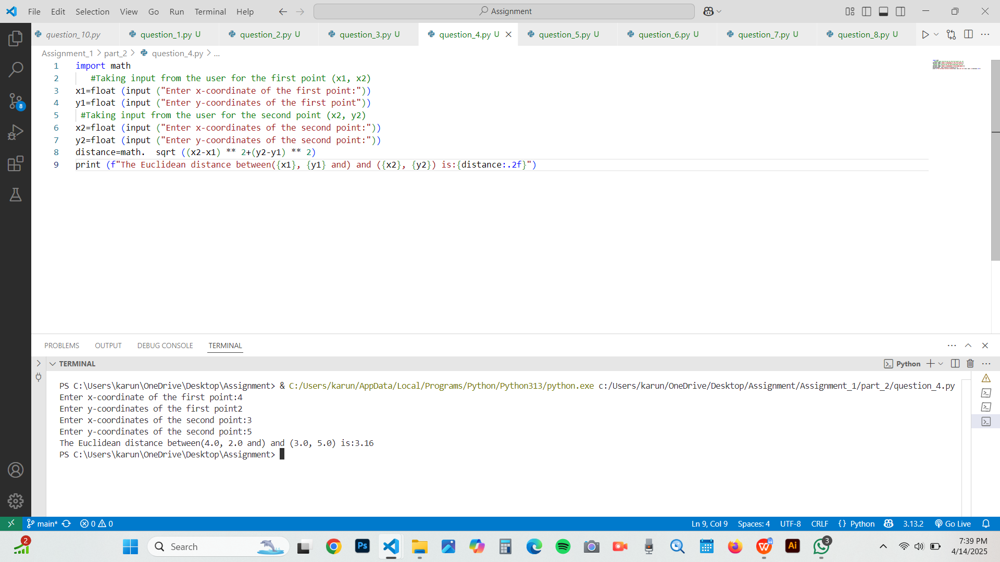 File Edit Selection View Go Run Terminal Help Assignment
question_10.py question_1.py U question_2.py U question_3.py U question_4.py U question_5.py U question_6.py U question_7.py U question_8.py U
Assignment_1 > part_2 > question_4.py > ...
1 import math
2 #Taking input from the user for the first point (x1, x2)
3 x1=float (input ("Enter x-coordinate of the first point:"))
4 y1=float (input ("Enter y-coordinates of the first point"))
5 #Taking input from the user for the second point (x2, y2)
6 x2=float (input ("Enter x-coordinates of the second point:"))
7 y2=float (input ("Enter y-coordinates of the second point:"))
8 distance=math.  sqrt ((x2-x1) ** 2+(y2-y1) ** 2)
9 print (f"The Euclidean distance between({x1}, {y1} and) and ({x2}, {y2}) is:{distance:.2f}")
8
PROBLEMS OUTPUT DEBUG CONSOLE TERMINAL
TERMINAL Python
PS C:\Users\karun\OneDrive\Desktop\Assignment> & C:/Users/karun/AppData/Local/Programs/Python/Python313/python.exe c:/Users/karun/OneDrive/Desktop/Assignment/Assignment_1/part_2/question_4.py
Enter x-coordinate of the first point:4
Enter y-coordinates of the first point2
Enter x-coordinates of the second point:3
Enter y-coordinates of the second point:5
The Euclidean distance between(4.0, 2.0 and) and (3.0, 5.0) is:3.16
PS C:\Users\karun\OneDrive\Desktop\Assignment>
main* 0 0 Ln 9, Col 9 Spaces: 4 UTF-8 CRLF {} Python 3.13.2 Go Live
2 Search Ps W Ai 3 7:39 PM
4/14/2025